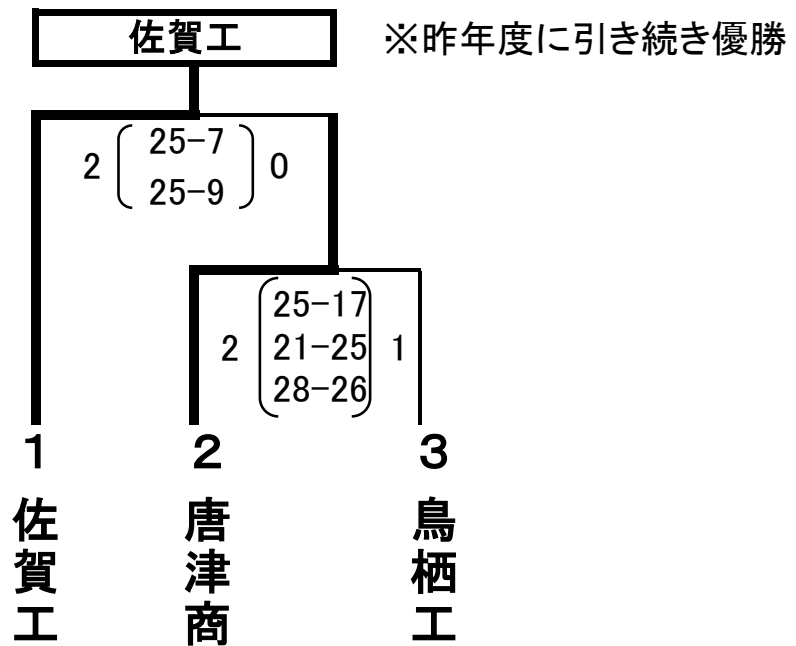 佐賀工
※昨年度に引き続き優勝
2 25-7 0
25-9
25-17
2 21-25 1
28-26
1 2 3
佐賀工
唐津商
鳥栖工